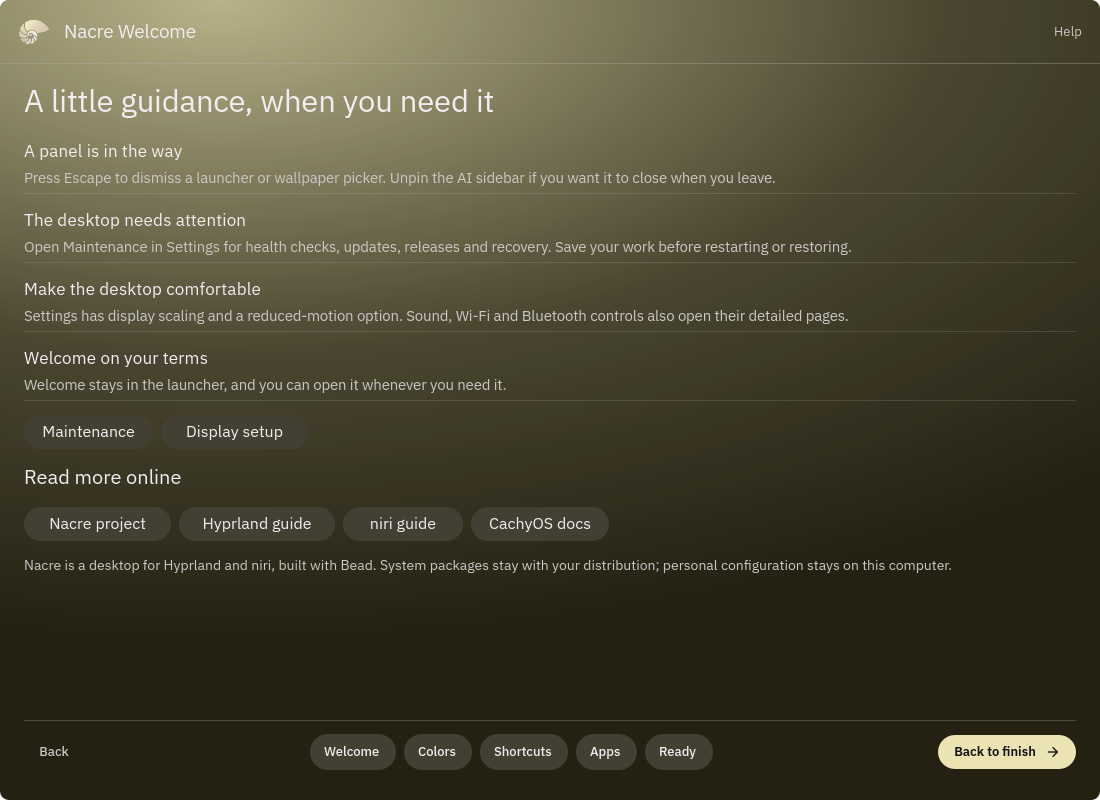 Nacre Welcome
Help
A little guidance, when you need it
A panel is in the way
Press Escape to dismiss a launcher or wallpaper picker. Unpin the AI sidebar if you want it to close when you leave.
The desktop needs attention
Open Maintenance in Settings for health checks, updates, releases and recovery. Save your work before restarting or restoring.
Make the desktop comfortable
Settings has display scaling and a reduced-motion option. Sound, Wi-Fi and Bluetooth controls also open their detailed pages.
Welcome on your terms
Welcome stays in the launcher, and you can open it whenever you need it.
Maintenance
Display setup
Read more online
Nacre project
Hyprland guide
niri guide
CachyOS docs
Nacre is a desktop for Hyprland and niri, built with Bead. System packages stay with your distribution; personal configuration stays on this computer.
Back
Welcome
Colors
Shortcuts
Apps
Ready
Back to finish